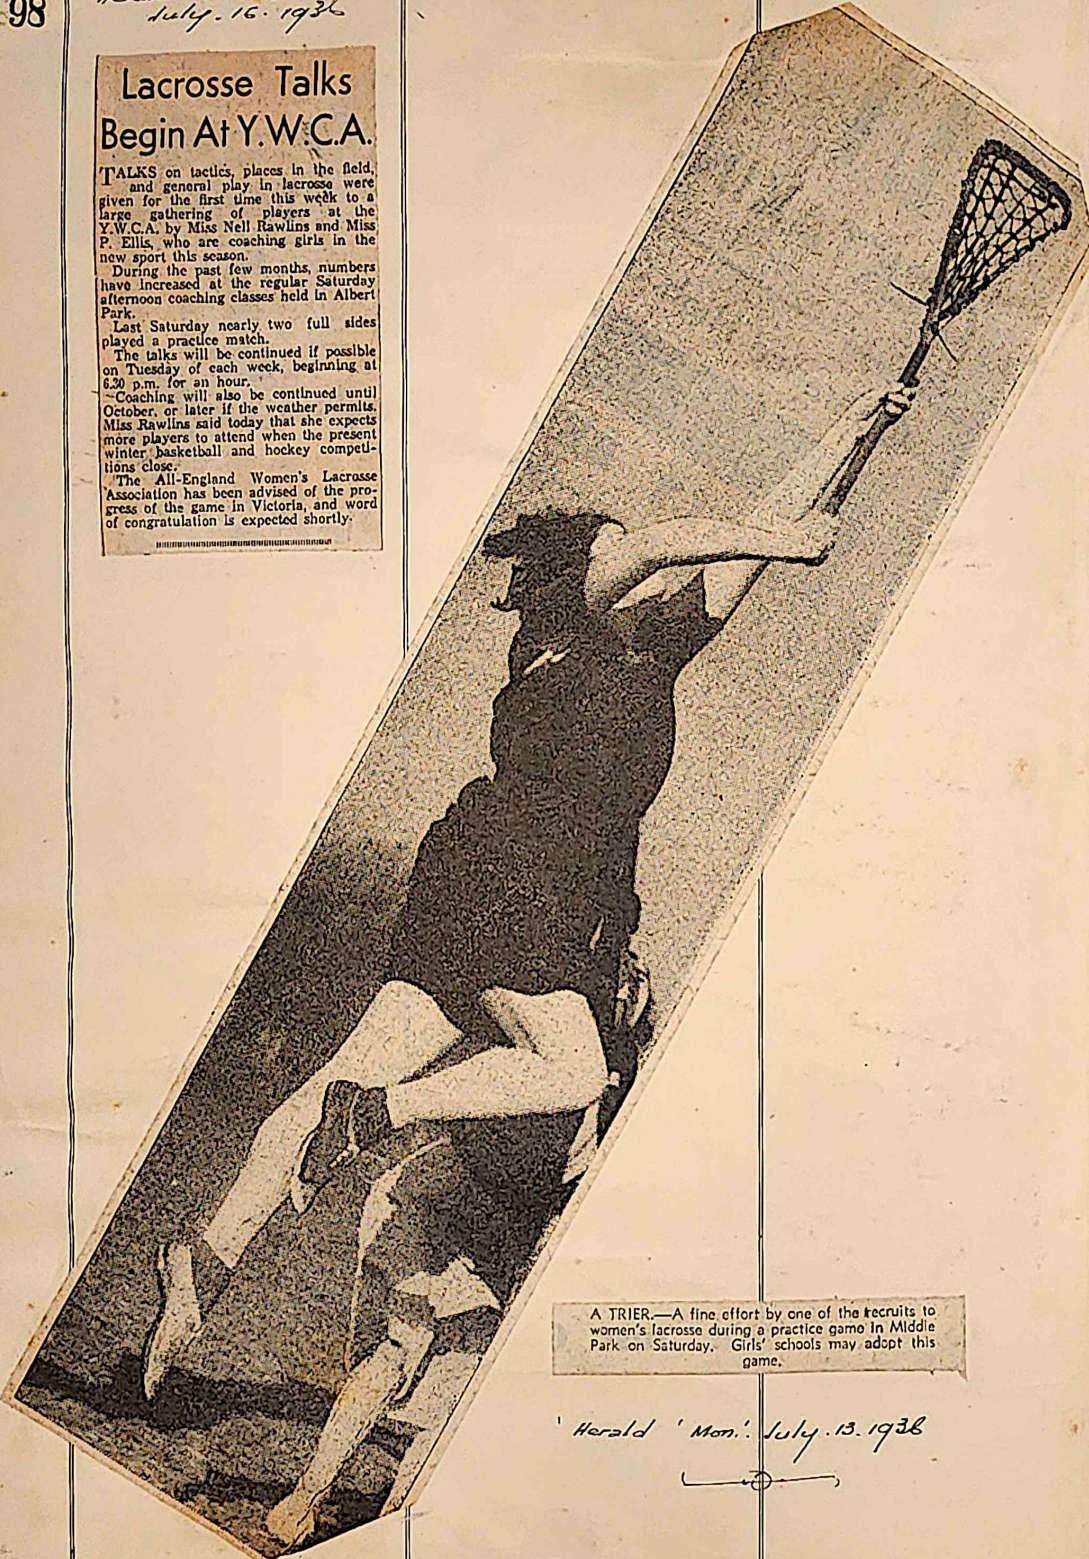 98
July. 16. 1936
Lacrosse Talks
Begin At Y.W.C.A.
TALKS on tactics, places in the field,
and general play in lacrosse were
given for the first time this week to a
large gathering of players at the
Y.W.C.A. by Miss Nell Rawlins and Miss
P. Ellis, who are coaching girls in the
new sport this season.
During the past few months, numbers
have increased at the regular Saturday
afternoon coaching classes held in Albert
Park.
Last Saturday nearly two full sides
played a practice match.
The talks will be continued if possible
on Tuesday of each week, beginning at
6.30 p.m. for an hour.
Coaching will also be continued until
October, or later if the weather permits.
Miss Rawlins said today that she expects
more players to attend when the present
winter basketball and hockey competi-
tions close.
The All-England Women's Lacrosse
Association has been advised of the pro-
gress of the game in Victoria, and word
of congratulation is expected shortly.
A TRIER.—A fine effort by one of the recruits to
women's lacrosse during a practice game in Middle
Park on Saturday. Girls' schools may adopt this
game.
'Herald' Mon. July. 13. 1936